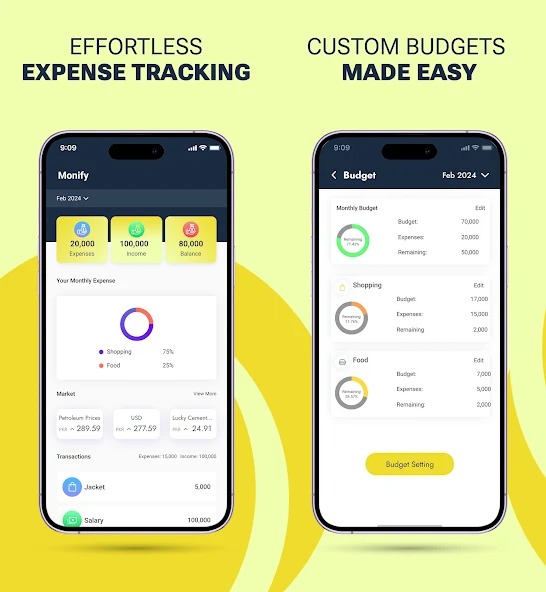 EFFORTLESS
EXPENSE TRACKING
9:09
Monify
Feb 2024
20,000
Expenses
100,000
Income
80,000
Balance
Your Monthly Expense
Shopping 75%
Food 25%
Market View More
Petroleum Prices
PKR 289.59
USD
PKR 277.59
Lucky Cement...
PKR 24.91
Transactions Expenses: 15,000 Income: 100,000
Jacket 5,000
Salary 100,000
CUSTOM BUDGETS
MADE EASY
9:09
Budget Feb 2024
Monthly Budget Edit
Remaining
71.42%
Budget: 70,000
Expenses: 20,000
Remaining: 50,000
Shopping Edit
Remaining
11.76%
Budget: 17,000
Expenses: 15,000
Remaining 2,000
Food Edit
Remaining
28.57%
Budget: 7,000
Expenses: 5,000
Remaining: 2,000
Budget Setting